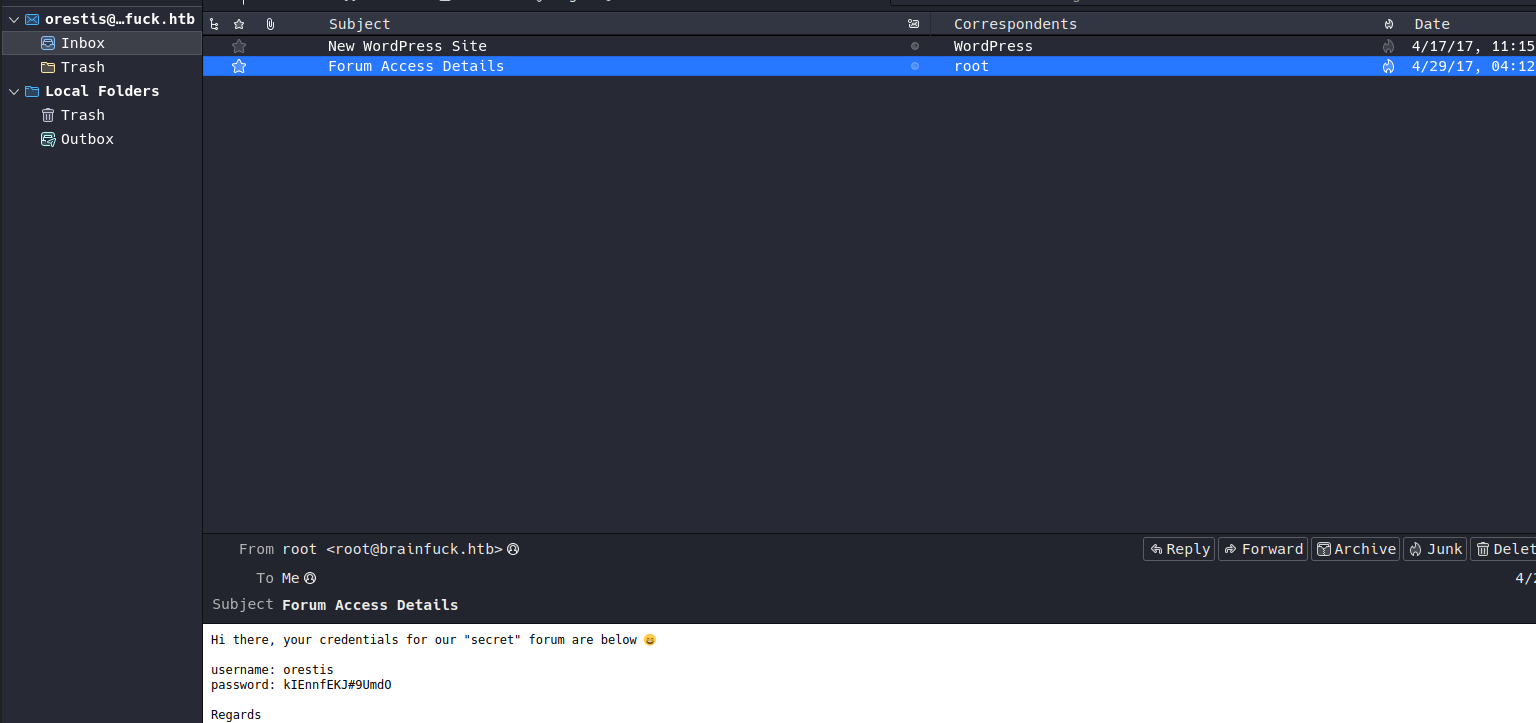 orestis@…fuck.htb
Inbox
Trash
Local Folders
Trash
Outbox
Subject Correspondents Date
New WordPress Site WordPress 4/17/17, 11:15
Forum Access Details root 4/29/17, 04:12
From root <root@brainfuck.htb> Reply Forward Archive Junk Delet
To Me 4/2
Subject Forum Access Details
Hi there, your credentials for our "secret" forum are below 😄
username: orestis
password: kIEnnfEKJ#9UmdO
Regards